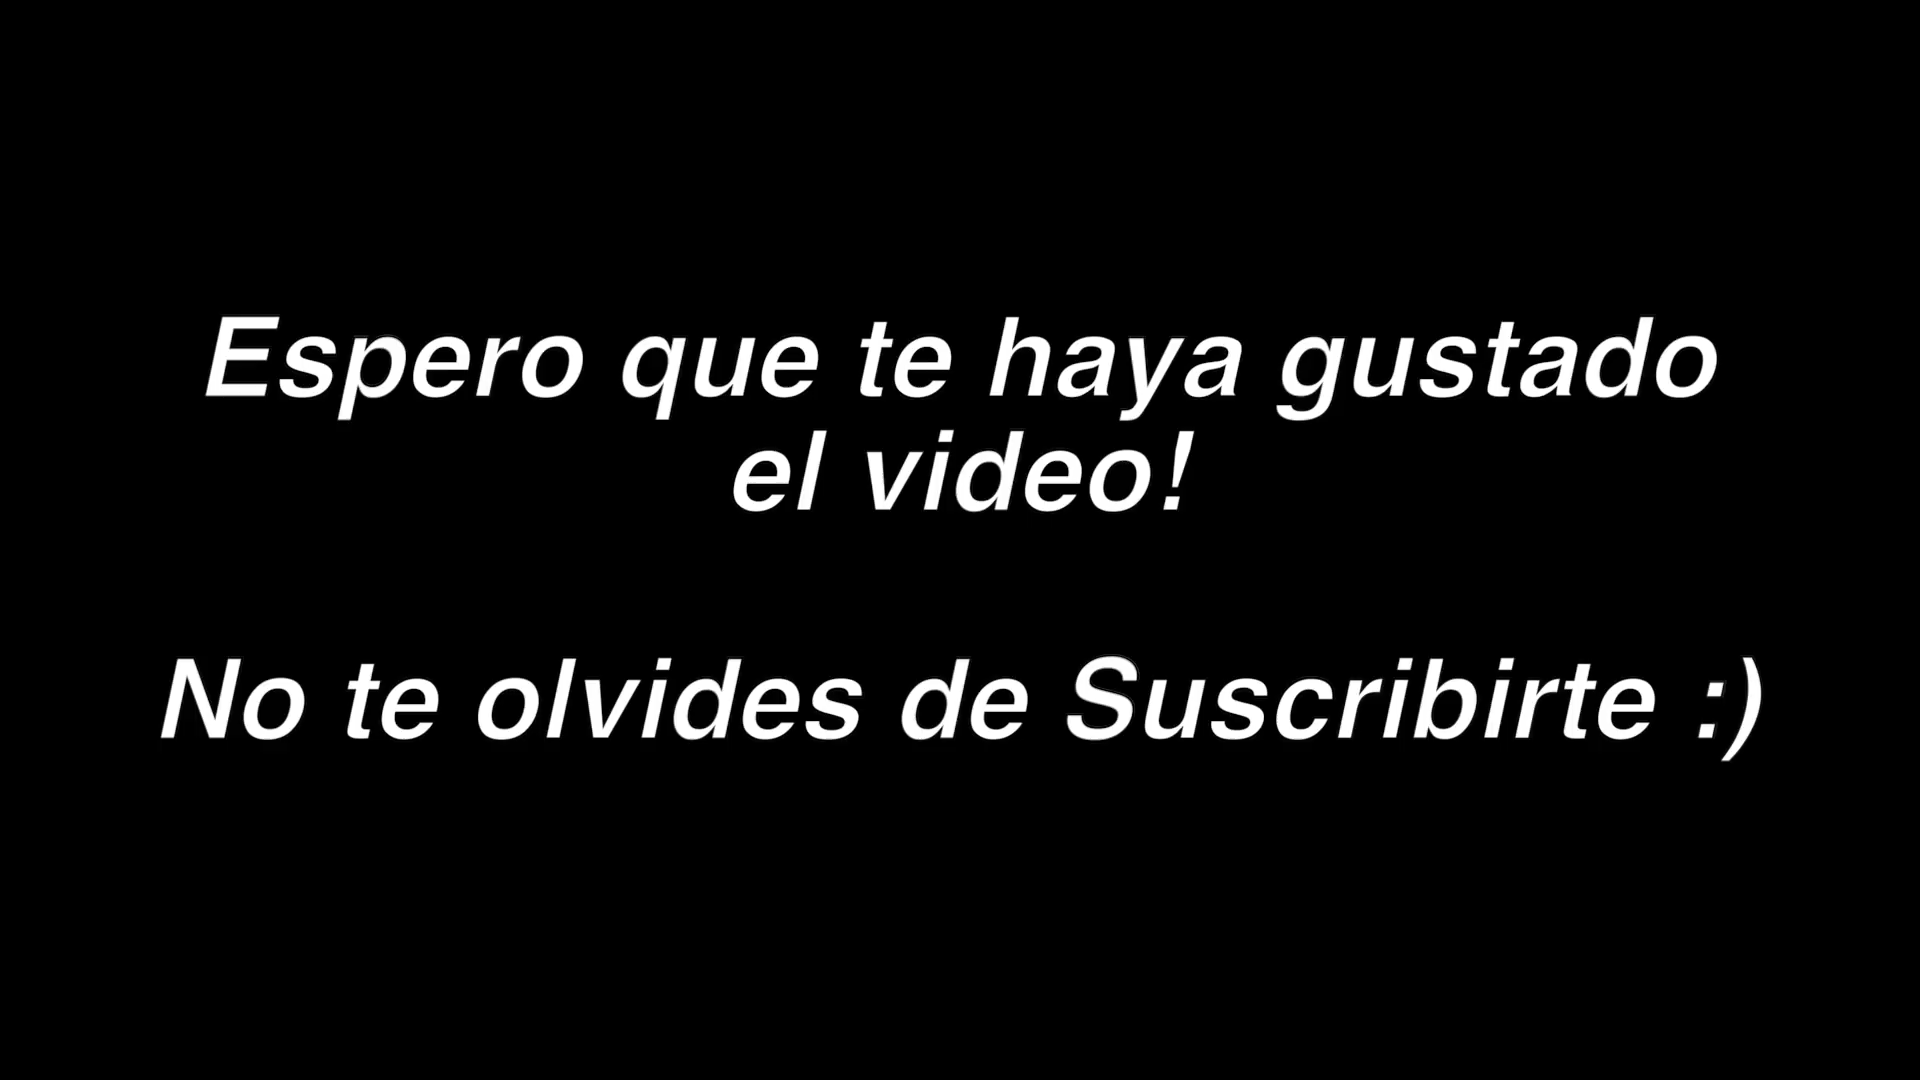 Espero que te haya gustado
el video!
No te olvides de Suscribirte :)